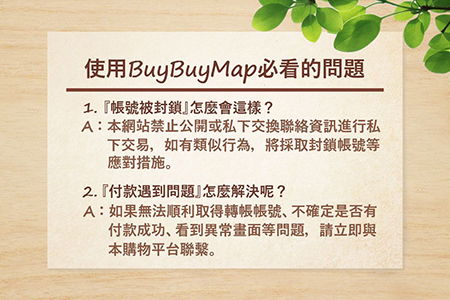 使用BuyBuyMap必看的問題
1.『帳號被封鎖』怎麼會這樣？
A：本網站禁止公開或私下交換聯絡資訊進行私
下交易，如有類似行為，將採取封鎖帳號等
應對措施。
2.『付款遇到問題』怎麼解決呢？
A：如果無法順利取得轉帳帳號、不確定是否有
付款成功、看到異常畫面等問題，請立即與
本購物平台聯繫。